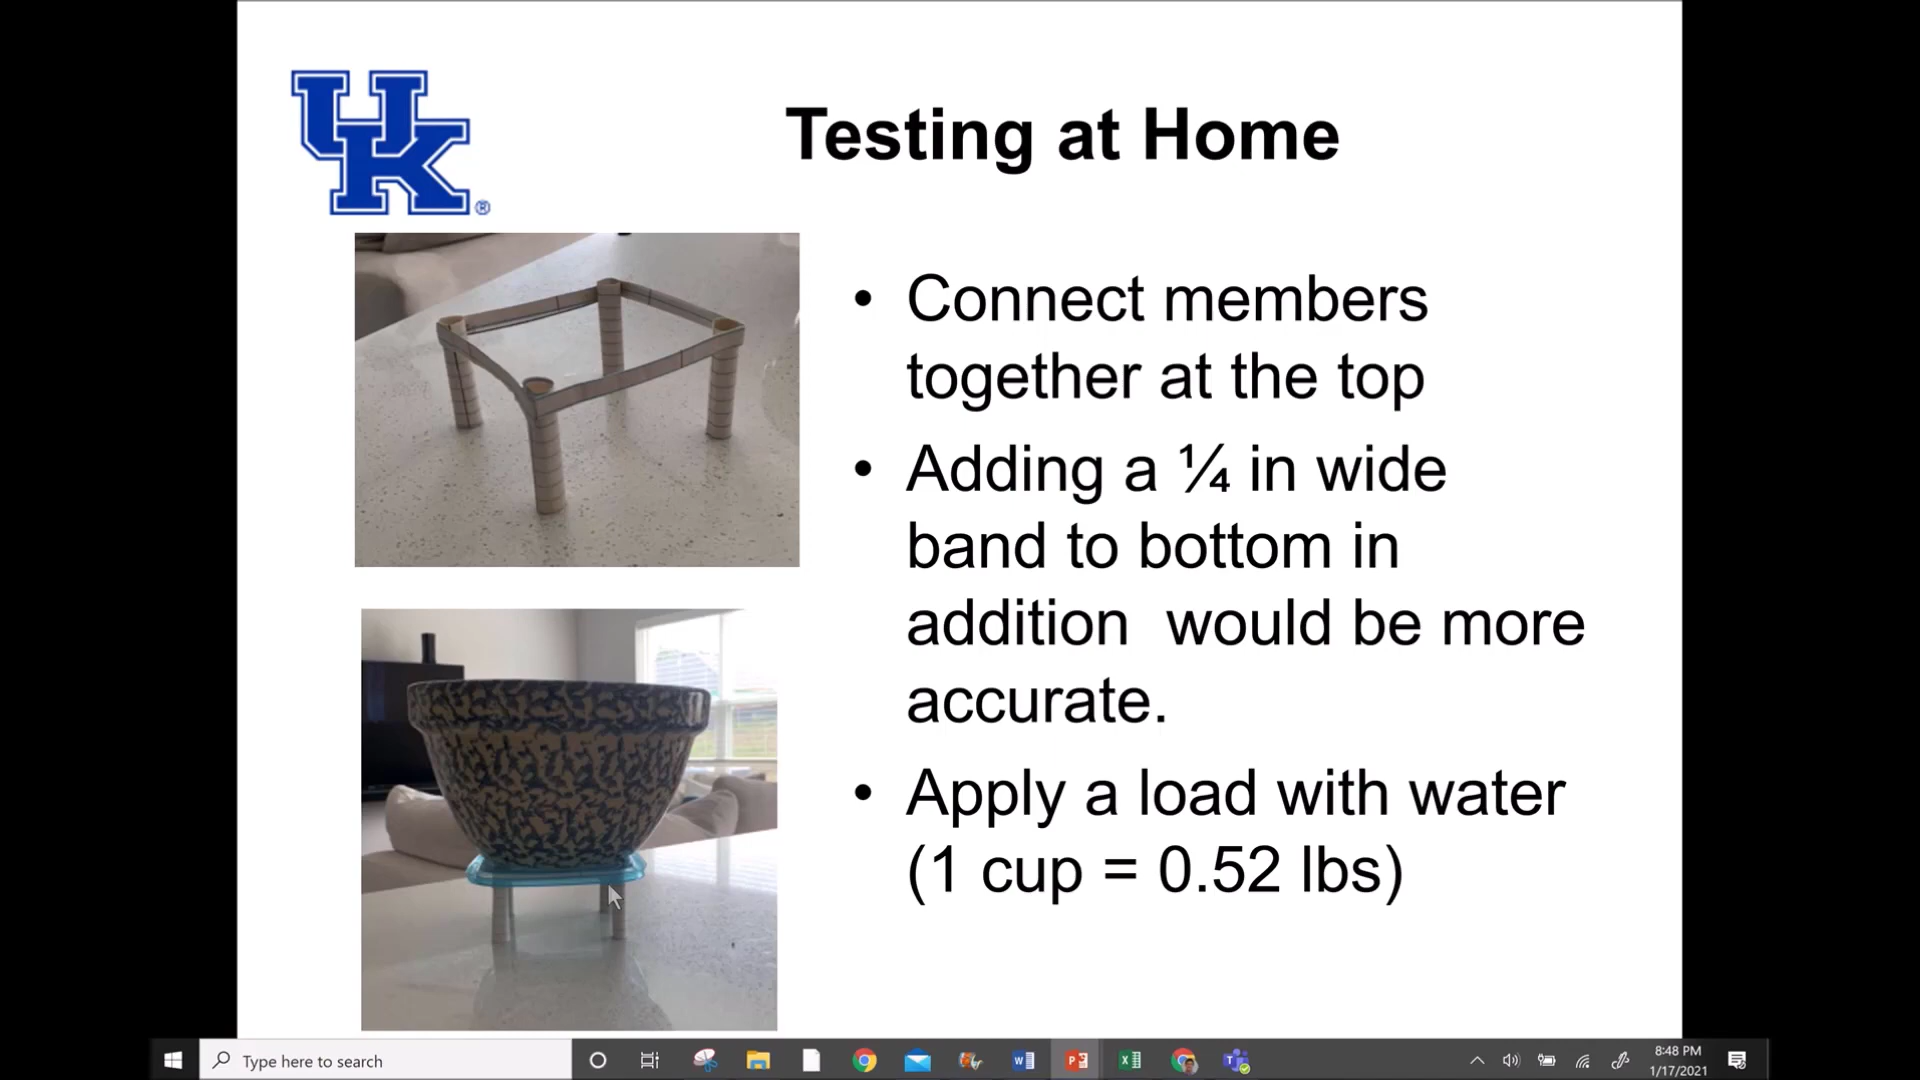 UK
®
Testing at Home
• Connect members
together at the top
• Adding a ¼ in wide
band to bottom in
addition  would be more
accurate.
• Apply a load with water
(1 cup = 0.52 lbs)
Type here to search
8:48 PM
1/17/2021